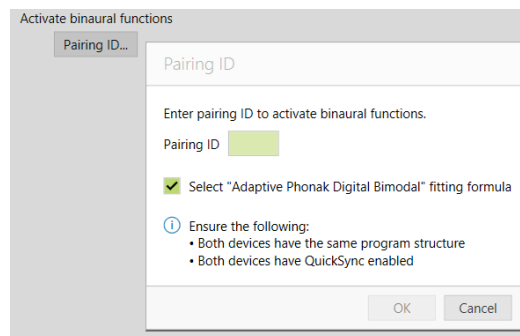 Activate binaural functions
Pairing ID...
Pairing ID
Enter pairing ID to activate binaural functions.
Pairing ID
Select "Adaptive Phonak Digital Bimodal" fitting formula
Ensure the following:
• Both devices have the same program structure
• Both devices have QuickSync enabled
OK Cancel